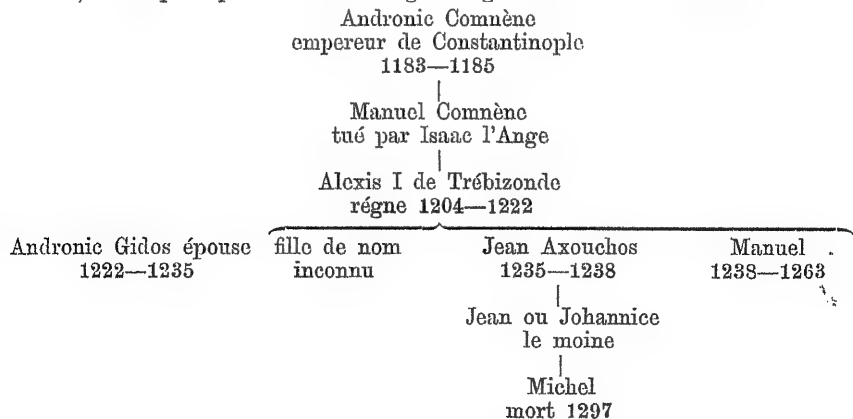 Andronic Comnène
empereur de Constantinople
1183—1185
Manuel Comnène
tué par Isaac l'Ange
Alexis I de Trébizonde
régne 1204—1222
Andronic Gidos épouse fille de nom Jean Axouchos Manuel .
1222—1235 inconnu 1235—1238 1238—1263
Jean ou Johannice
le moine
Michel
mort 1297